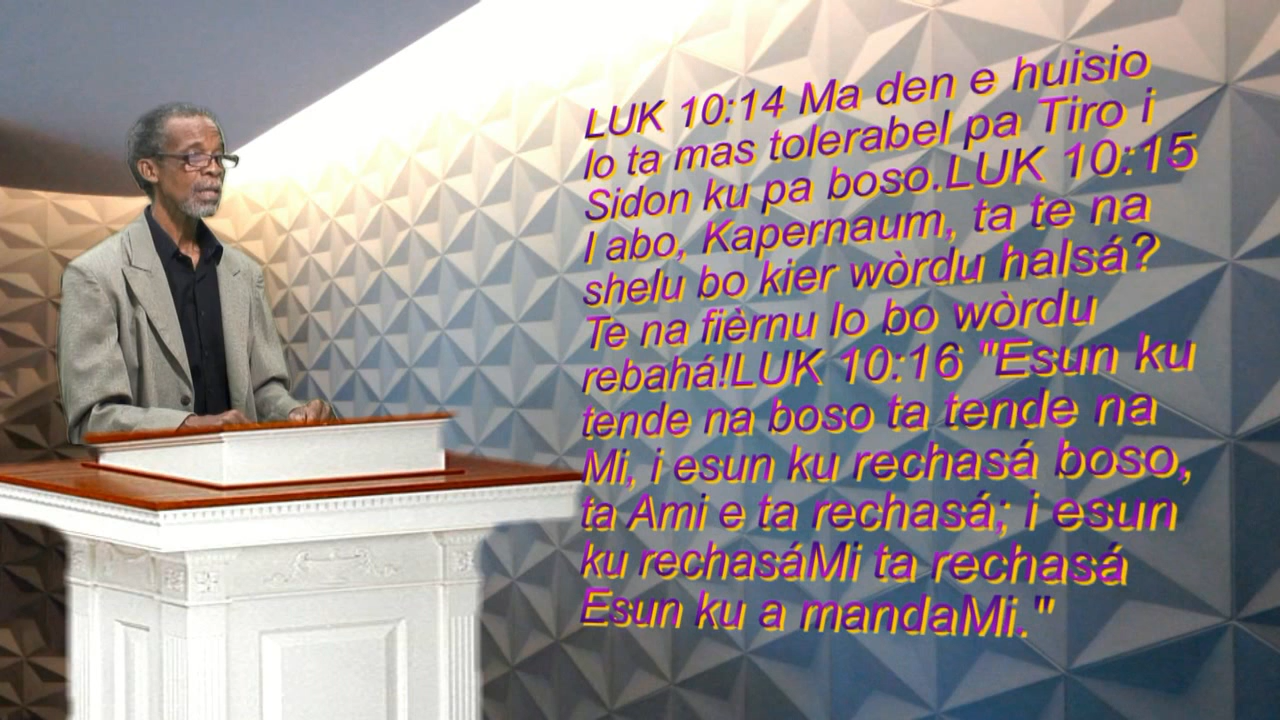 LUK 10:14 Ma den e huisio
lo ta mas tolerabel pa Tiro i
Sidon ku pa boso.LUK 10:15
I abo, Kapernaum, ta te na
shelu bo kier wòrdu halsá?
Te na fièrnu lo bo wòrdu
rebahá!LUK 10:16 "Esun ku
tende na boso ta tende na
Mi, i esun ku rechasá boso,
ta Ami e ta rechasá; i esun
ku rechasáMi ta rechasá
Esun ku a mandaMi."